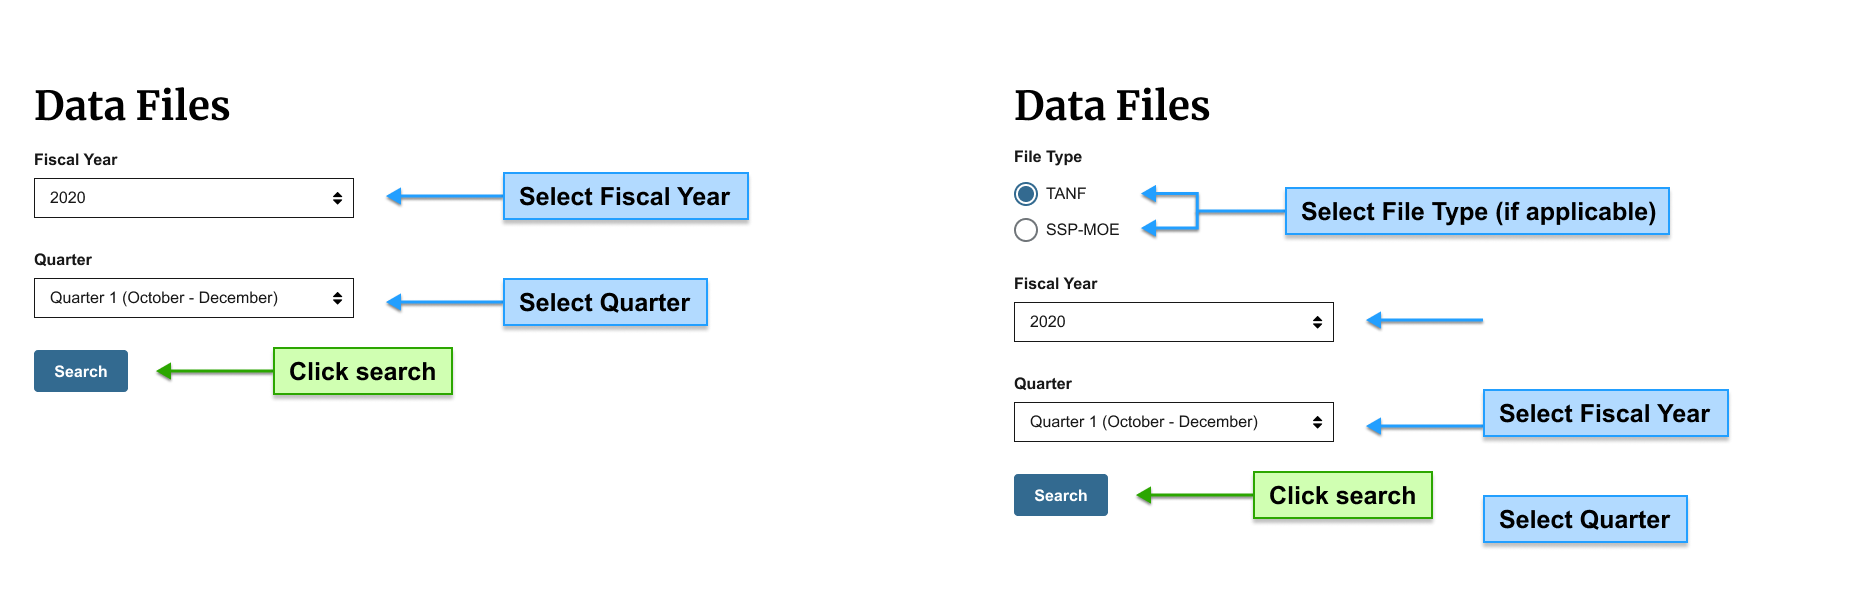 Data Files
Fiscal Year
2020
Select Fiscal Year
Quarter
Quarter 1 (October - December)
Select Quarter
Search
Click search
Data Files
File Type
TANF
SSP-MOE
Select File Type (if applicable)
Fiscal Year
2020
Quarter
Quarter 1 (October - December)
Select Fiscal Year
Search
Click search
Select Quarter